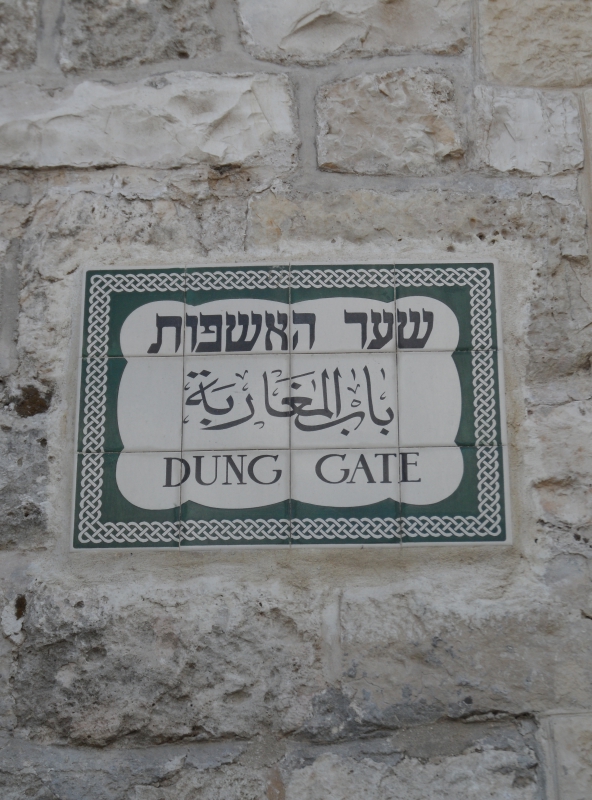 שער האשפות
باب المغاربة
DUNG GATE